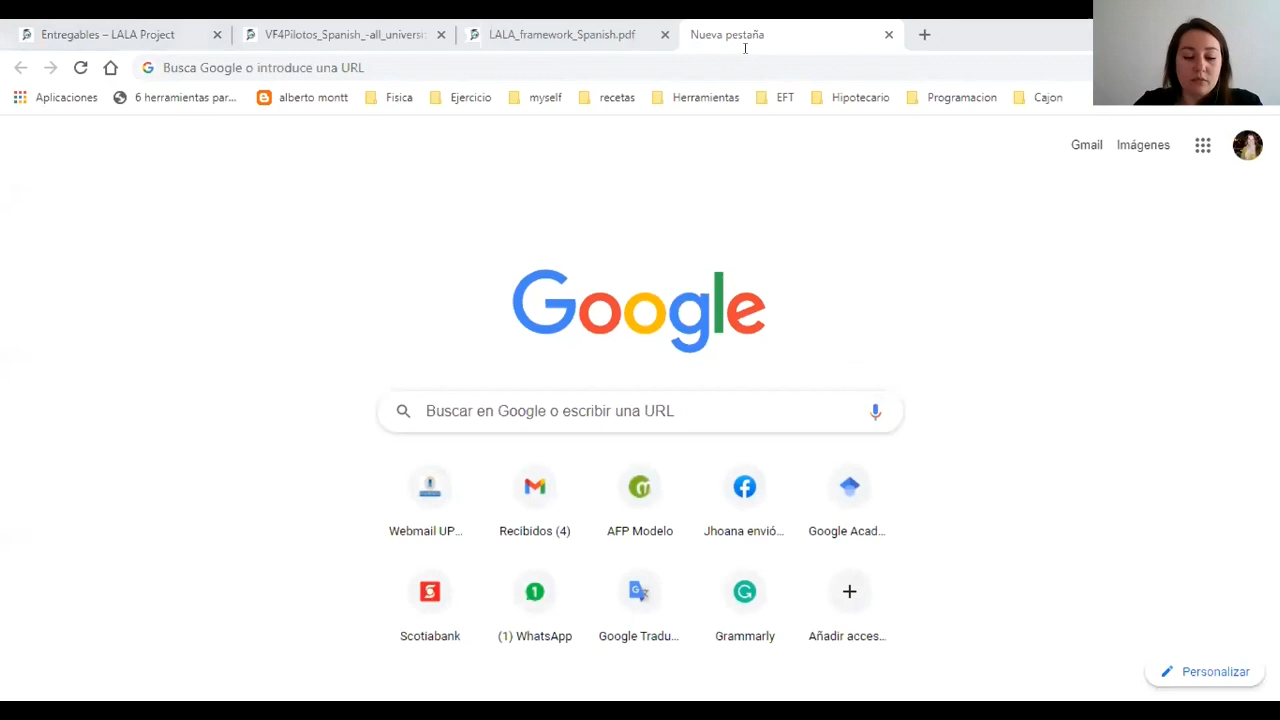 Entregables – LALA Project
VF4Pilotos_Spanish_-all_universi
LALA_framework_Spanish.pdf
Nueva pestaña
Busca Google o introduce una URL
Aplicaciones
6 herramientas par...
alberto montt
Fisica
Ejercicio
myself
recetas
Herramientas
EFT
Hipotecario
Programacion
Cajon
Gmail
Imágenes
Google
Buscar en Google o escribir una URL
Webmail UP...
Recibidos (4)
AFP Modelo
Jhoana envió...
Google Acad...
Scotiabank
(1) WhatsApp
Google Tradu...
Grammarly
Añadir acces...
Personalizar